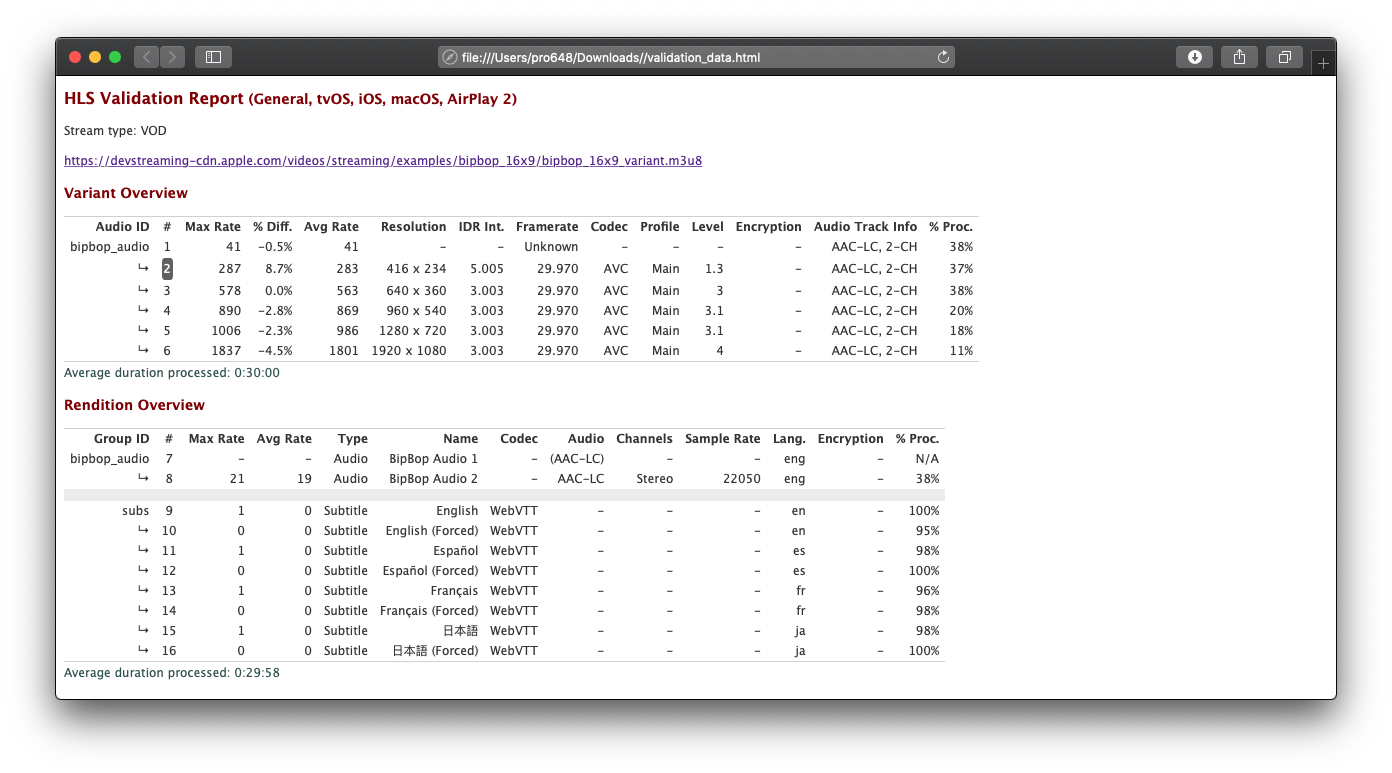 file:///Users/pro648/Downloads//validation_data.html
HLS Validation Report (General, tvOS, iOS, macOS, AirPlay 2)
Stream type: VOD
https://devstreaming-cdn.apple.com/videos/streaming/examples/bipbop_16x9/bipbop_16x9_variant.m3u8
Variant Overview
Audio ID # Max Rate % Diff. Avg Rate Resolution IDR Int. Framerate Codec Profile Level Encryption Audio Track Info % Proc.
bipbop_audio 1 41 -0.5% 41 - - Unknown - - - - AAC-LC, 2-CH 38%
↪ 2 287 8.7% 283 416 x 234 5.005 29.970 AVC Main 1.3 - AAC-LC, 2-CH 37%
↪ 3 578 0.0% 563 640 x 360 3.003 29.970 AVC Main 3 - AAC-LC, 2-CH 38%
↪ 4 890 -2.8% 869 960 x 540 3.003 29.970 AVC Main 3.1 - AAC-LC, 2-CH 20%
↪ 5 1006 -2.3% 986 1280 x 720 3.003 29.970 AVC Main 3.1 - AAC-LC, 2-CH 18%
↪ 6 1837 -4.5% 1801 1920 x 1080 3.003 29.970 AVC Main 4 - AAC-LC, 2-CH 11%
Average duration processed: 0:30:00
Rendition Overview
Group ID # Max Rate Avg Rate Type Name Codec Audio Channels Sample Rate Lang. Encryption % Proc.
bipbop_audio 7 - - Audio BipBop Audio 1 - (AAC-LC) - - eng - N/A
↪ 8 21 19 Audio BipBop Audio 2 - AAC-LC Stereo 22050 eng - 38%
subs 9 1 0 Subtitle English WebVTT - - - en - 100%
↪ 10 0 0 Subtitle English (Forced) WebVTT - - - en - 95%
↪ 11 1 0 Subtitle Español WebVTT - - - es - 98%
↪ 12 0 0 Subtitle Español (Forced) WebVTT - - - es - 100%
↪ 13 1 0 Subtitle Français WebVTT - - - fr - 96%
↪ 14 0 0 Subtitle Français (Forced) WebVTT - - - fr - 98%
↪ 15 1 0 Subtitle 日本語 WebVTT - - - ja - 98%
↪ 16 0 0 Subtitle 日本語 (Forced) WebVTT - - - ja - 100%
Average duration processed: 0:29:58